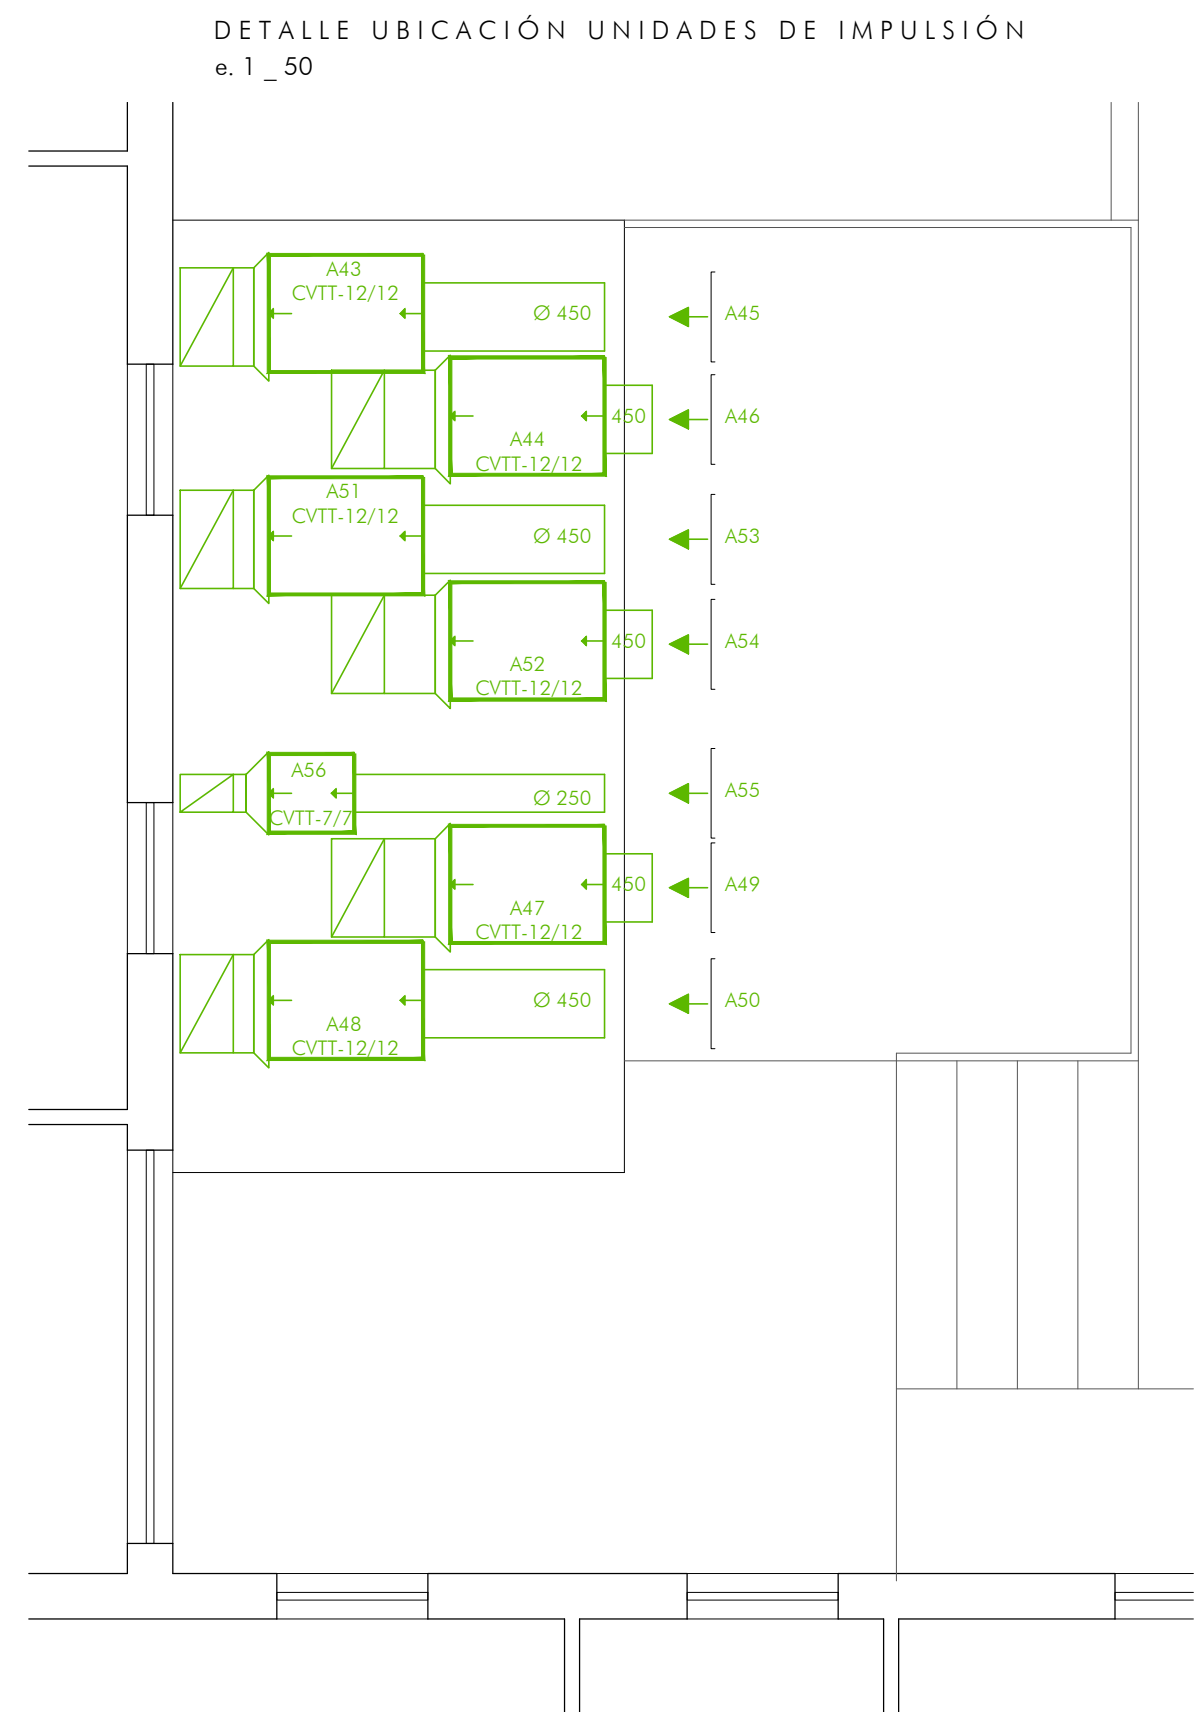 DETALLE UBICACIÓN UNIDADES DE IMPULSIÓN
e. 1 _ 50
A43
CVTT-12/12
Ø 450
A45
A44
CVTT-12/12
450
A46
A51
CVTT-12/12
Ø 450
A53
A52
CVTT-12/12
450
A54
A56
CVTT-7/7
Ø 250
A55
A47
CVTT-12/12
450
A49
A48
CVTT-12/12
Ø 450
A50